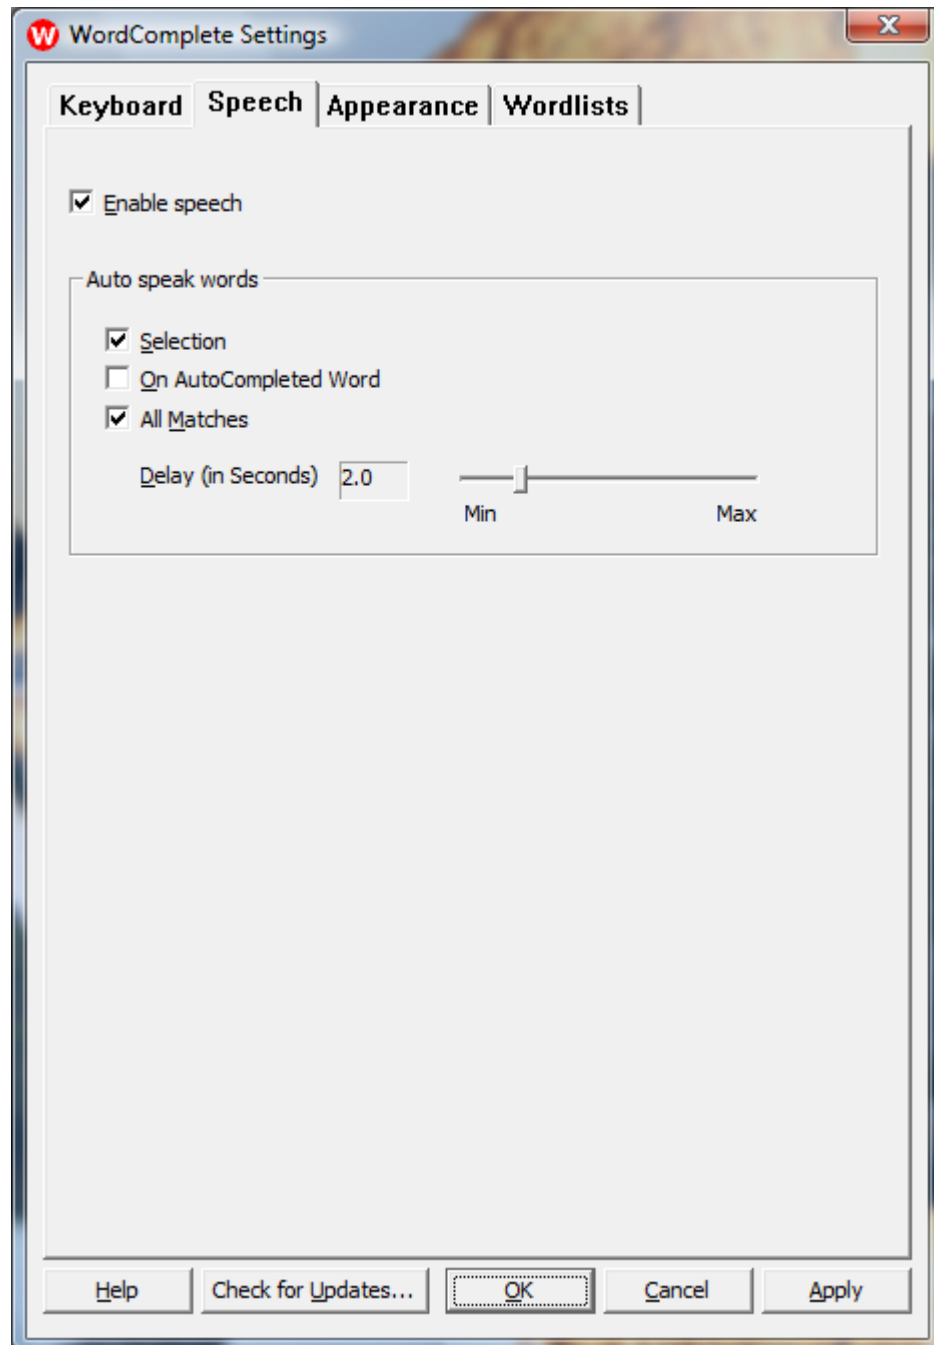 W WordComplete Settings
Keyboard Speech Appearance Wordlists
Enable speech
Auto speak words
Selection
On AutoCompleted Word
All Matches
Delay (in Seconds) 2.0
Min Max
Help Check for Updates... OK Cancel Apply